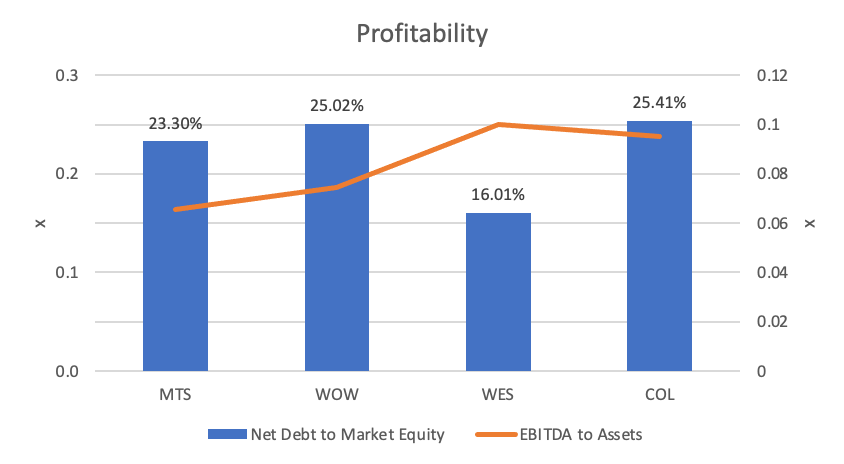 Profitability
0.3
0.12
23.30%
25.02%
25.41%
0.1
0.2
0.08
16.01%
X
0.06
X
0.1
0.04
0.02
0.0
0
MTS
WOW
WES
COL
Net Debt to Market Equity
EBITDA to Assets